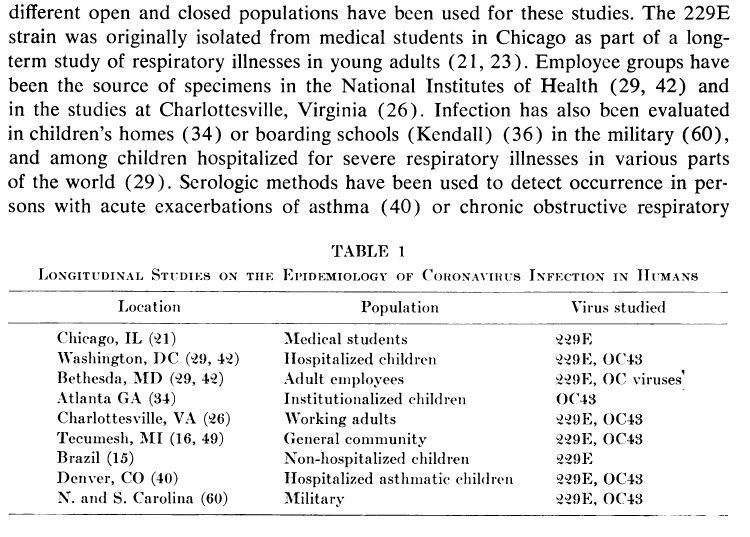 different open and closed populations have been used for these studies. The 229E
strain was originally isolated from medical students in Chicago as part of a long-
term study of respiratory illnesses in young adults (21, 23). Employee groups have
been the source of specimens in the National Institutes of Health (29, 42) and
in the studies at Charlottesville, Virginia (26). Infection has also been evaluated
in children's homes (34) or boarding schools (Kendall) (36) in the military (60),
and among children hospitalized for severe respiratory illnesses in various parts
of the world (29). Serologic methods have been used to detect occurrence in per-
sons with acute exacerbations of asthma (40) or chronic obstructive respiratory
TABLE 1
LONGITUDINAL STUDIES ON THE EPIDEMIOLOGY OF CORONAVIRUS INFECTION IN HUMANS
Location Population Virus studied
Chicago, IL (21) Medical students 229E
Washington, DC (29, 42) Hospitalized children 229E, OC43
Bethesda, MD (29, 42) Adult employees 229E, OC viruses'
Atlanta GA (34) Institutionalized children OC43
Charlottesville, VA (26) Working adults 229E, OC43
Tecumesh, MI (16, 49) General community 229E, OC43
Brazil (15) Non-hospitalized children 229E
Denver, CO (40) Hospitalized asthmatic children 229E, OC43
N. and S. Carolina (60) Military 229E, OC43